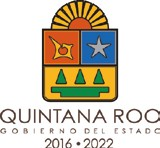 QUINTANA ROO
GOBIERNO DEL ESTADO
2016 • 2022